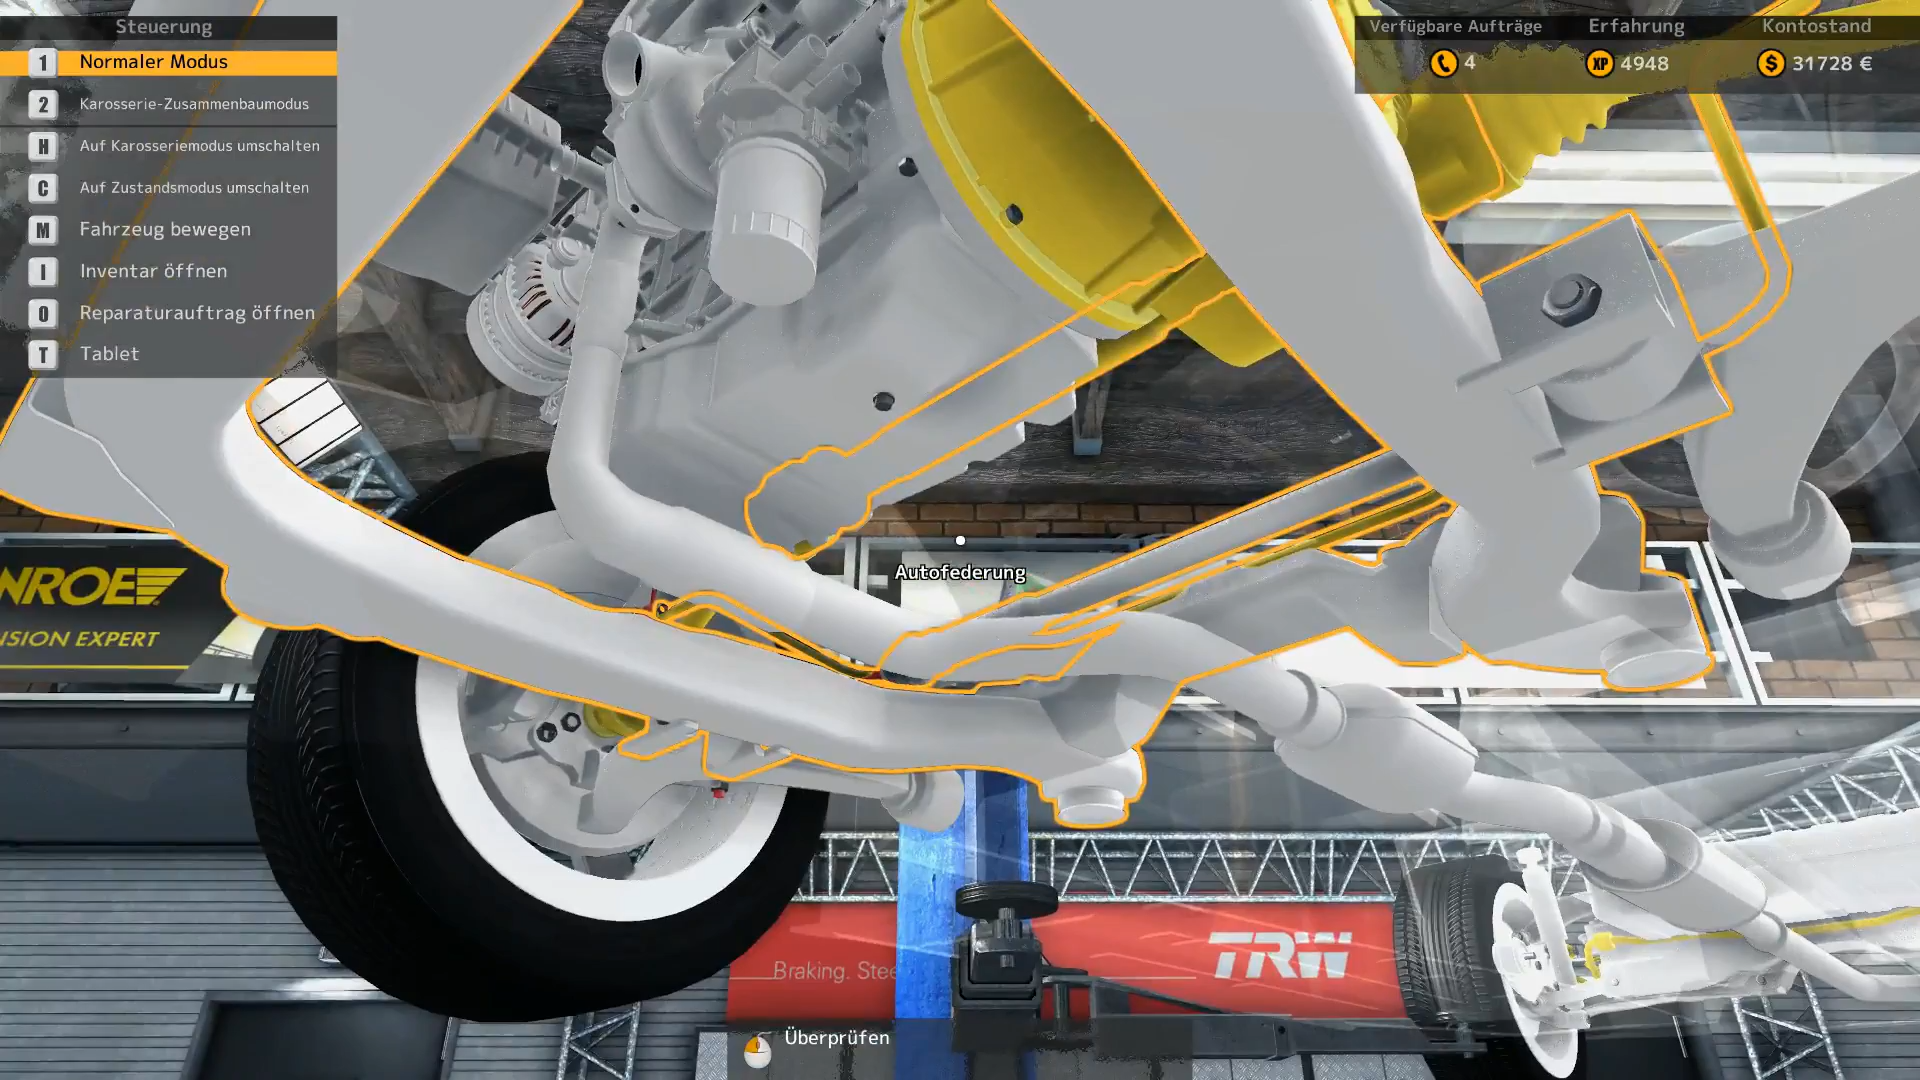 Steuerung
1 Normaler Modus
2 Karosserie-Zusammenbaumodus
H Auf Karosseriemodus umschalten
C Auf Zustandsmodus umschalten
M Fahrzeug bewegen
I Inventar öffnen
O Reparaturauftrag öffnen
T Tablet
Verfügbare Aufträge Erfahrung Kontostand
4 XP 4948 $ 31728 €
Autofederung
NROE
SION EXPERT
TRW
Braking. Stee
Überprüfen